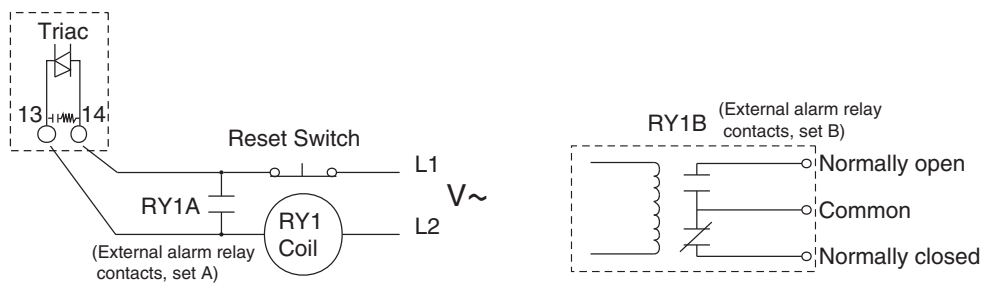 Triac
13 14
Reset Switch
L1
V~
RY1A
RY1
Coil
L2
(External alarm relay
contacts, set A)
RY1B
(External alarm relay
contacts, set B)
Normally open
Common
Normally closed